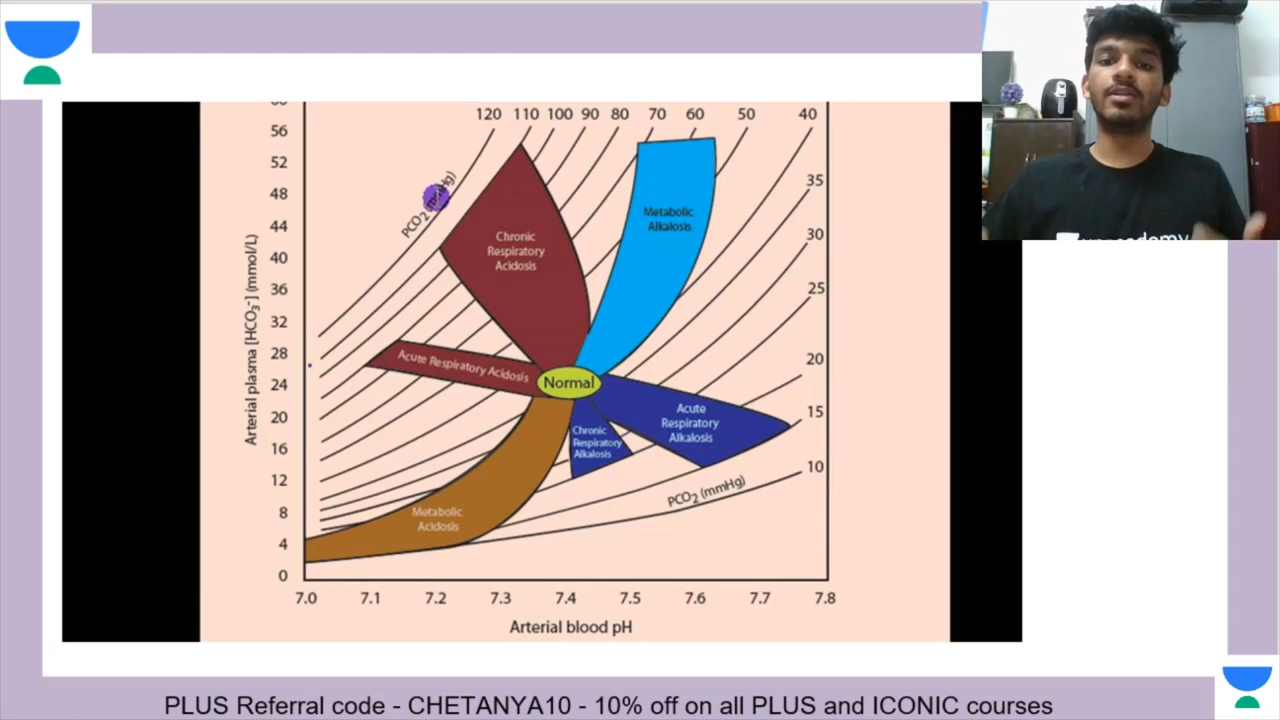 120 110 100 90 80 70 60 50 40
56
52
48
44
40
36
32
28
24
20
16
12
8
4
0
35
30
25
20
15
10
Arterial plasma [HCO₃⁻] (mmol/L)
PCO₂ (mmHg)
Chronic
Respiratory
Acidosis
Metabolic
Alkalosis
Acute Respiratory Acidosis
Normal
Acute
Respiratory
Alkalosis
Chronic
Respiratory
Alkalosis
Metabolic
Acidosis
PCO₂ (mmHg)
7.0 7.1 7.2 7.3 7.4 7.5 7.6 7.7 7.8
Arterial blood pH
PLUS Referral code - CHETANYA10 - 10% off on all PLUS and ICONIC courses